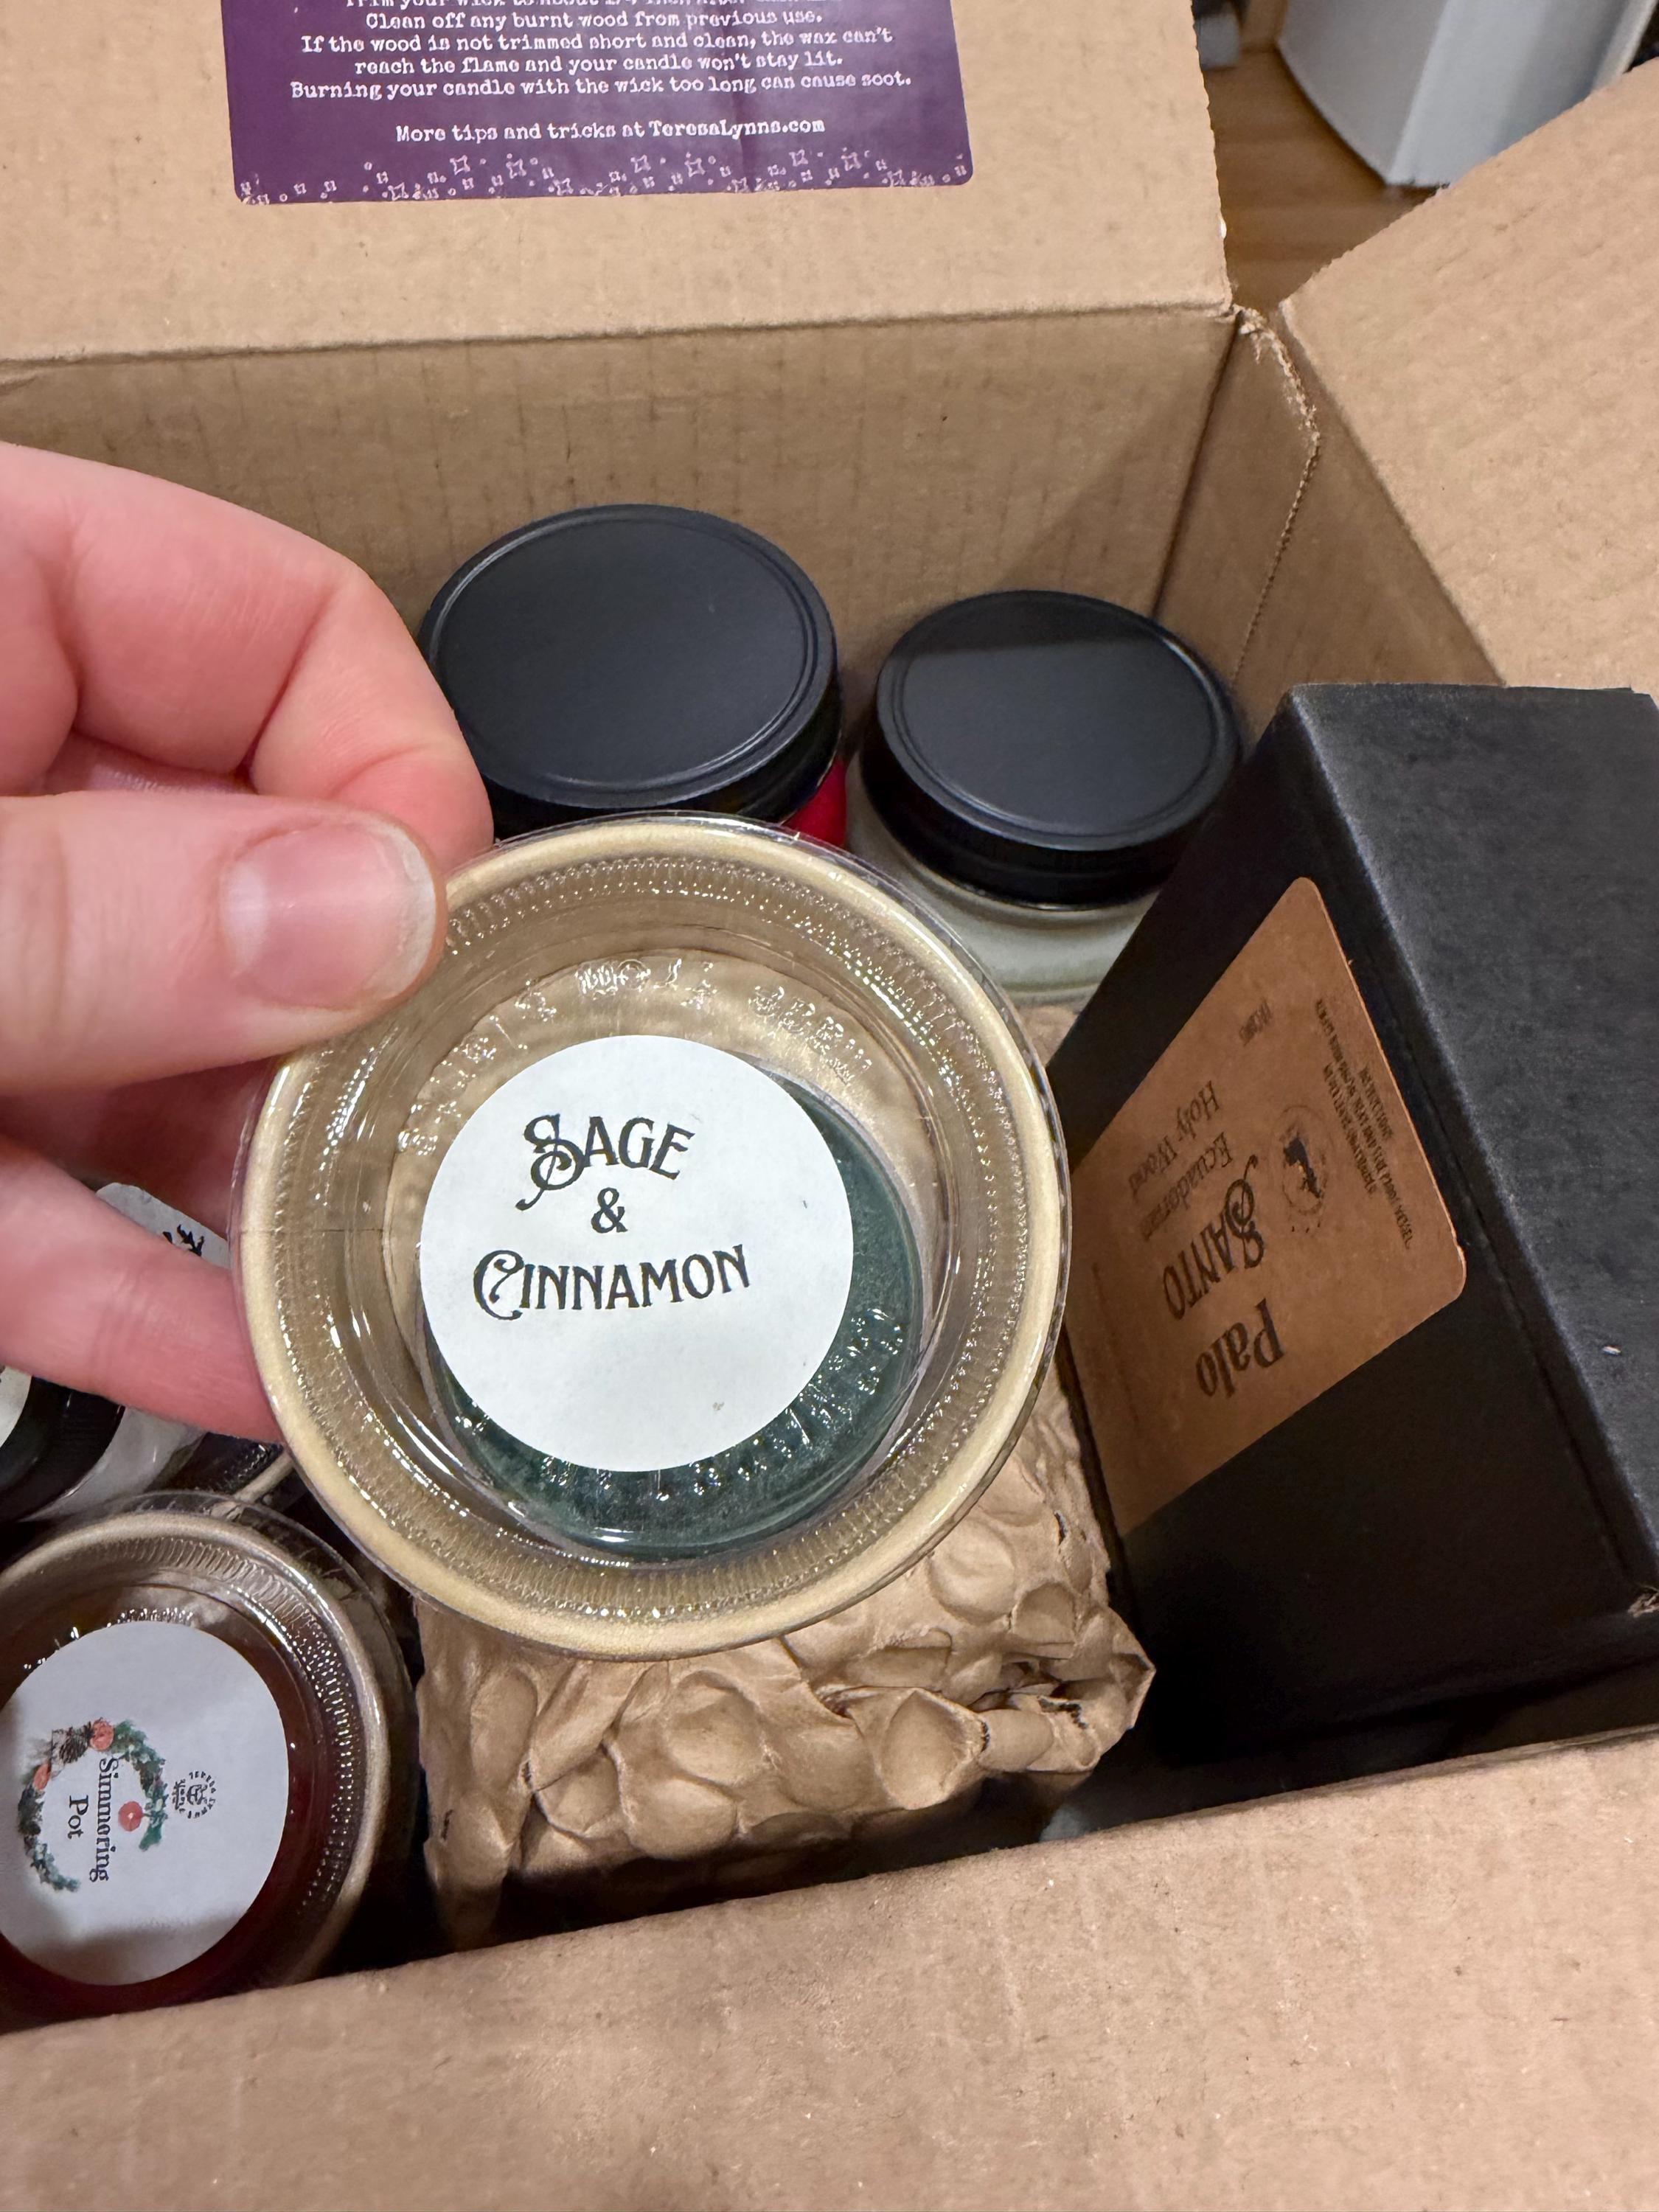 Clean off any burnt wood from previous use.
If the wood is not trimmed short and clean, the wax can't
reach the flame and your candle won't stay lit.
Burning your candle with the wick too long can cause soot.
More tips and tricks at TeresaLynns.com
SAGE
&
CINNAMON
Palo
SANTO
Ecuadorian
Holy Wood
Simmering
Pot